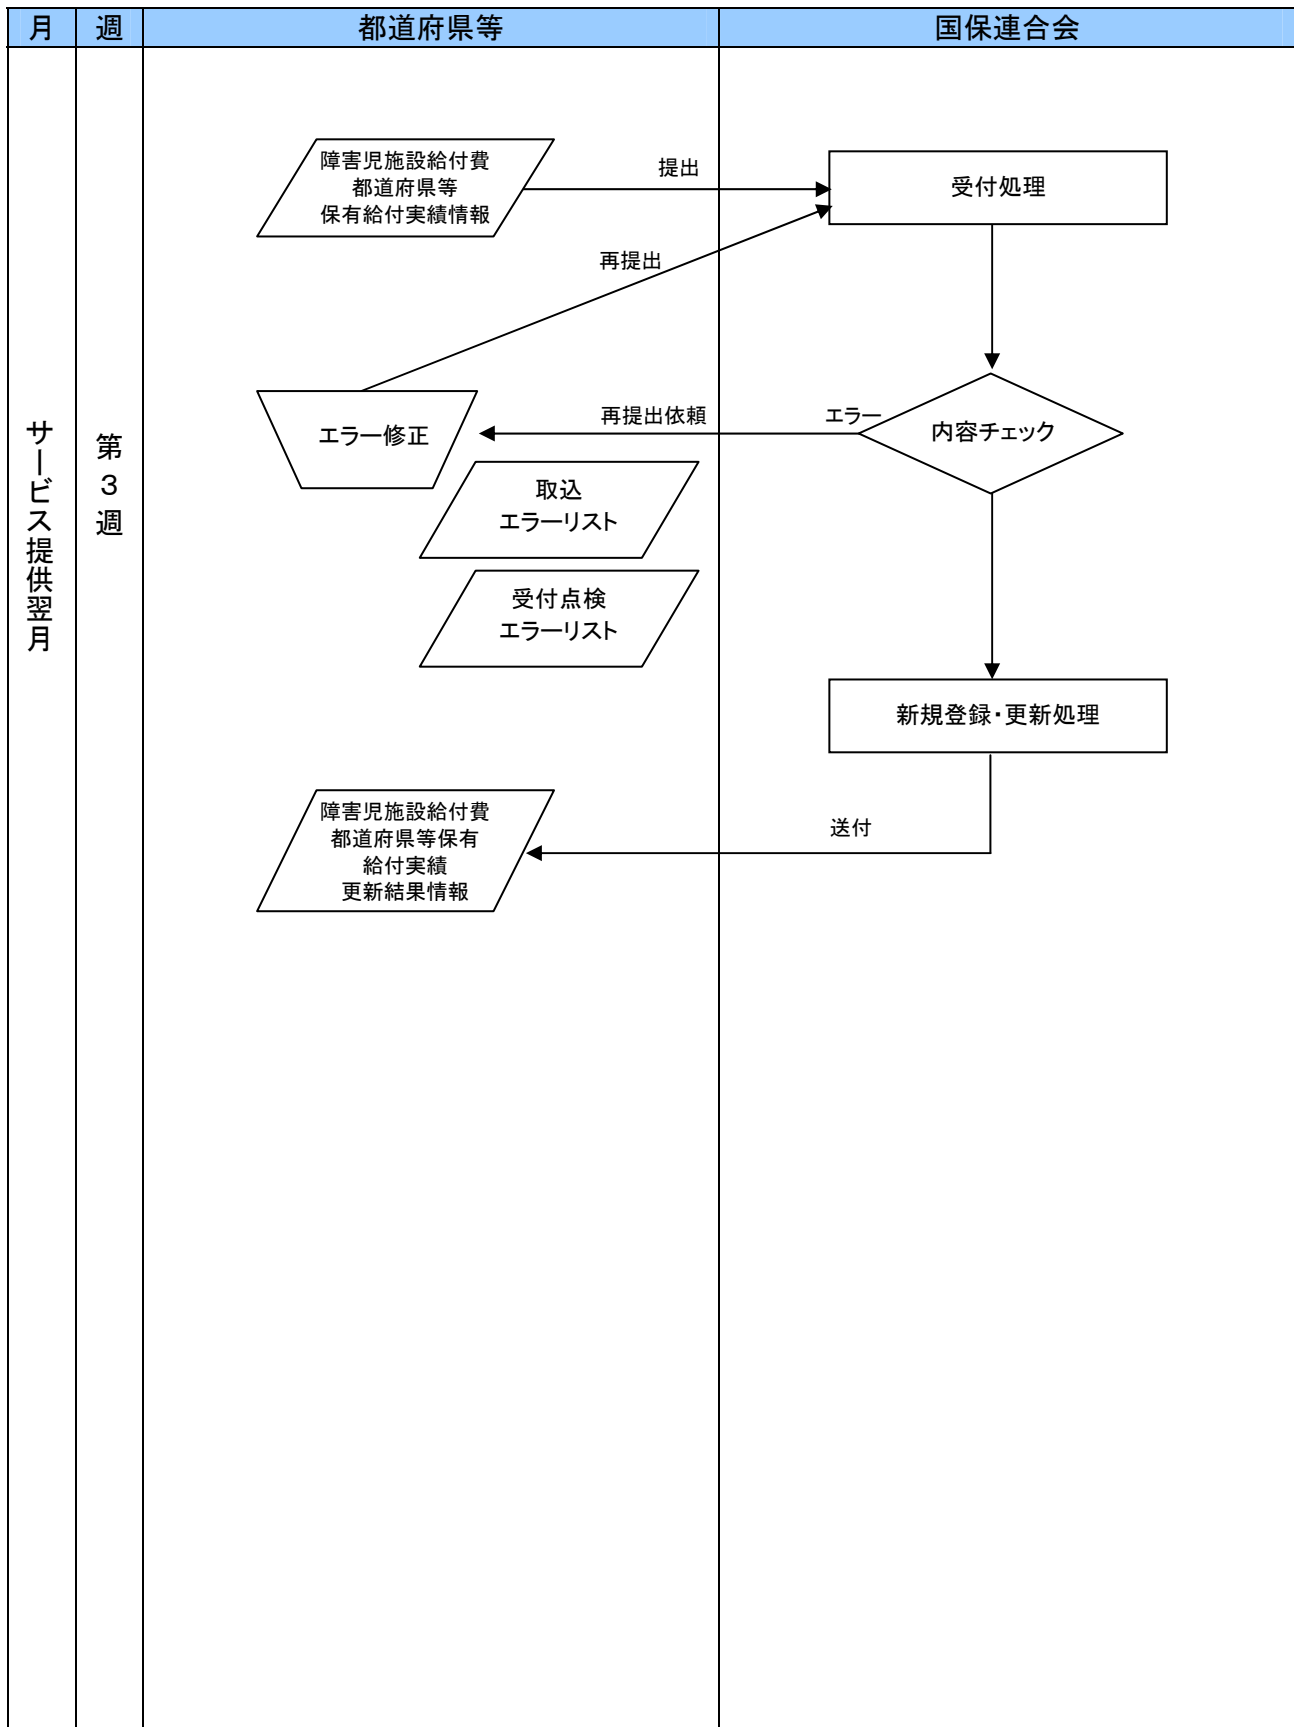 月 週 都道府県等 国保連合会
障害児施設給付費
都道府県等
保有給付実績情報
提出
受付処理
再提出
サービス提供翌月
第3週
エラー修正
再提出依頼
エラー
内容チェック
取込
エラーリスト
受付点検
エラーリスト
新規登録・更新処理
障害児施設給付費
都道府県等保有
給付実績
更新結果情報
送付